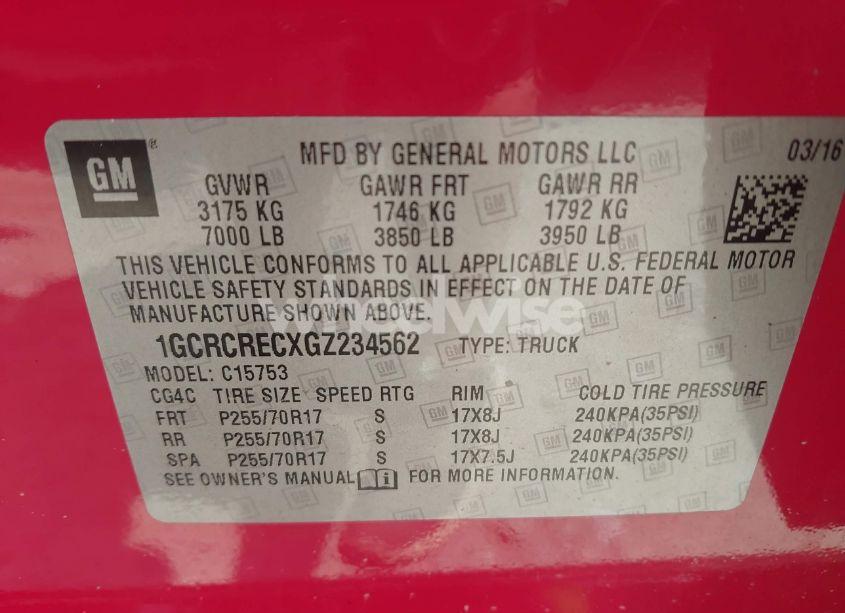 GM
MFD BY GENERAL MOTORS LLC 03/16
GVWR GAWR FRT GAWR RR
3175 KG 1746 KG 1792 KG
7000 LB 3850 LB 3950 LB
THIS VEHICLE CONFORMS TO ALL APPLICABLE U.S. FEDERAL MOTOR
VEHICLE SAFETY STANDARDS IN EFFECT ON THE DATE OF
MANUFACTURE SHOWN ABOVE.
wheelwise
1GCRCRECXGZ234562 TYPE: TRUCK
MODEL: C15753
CG4C TIRE SIZE SPEED RTG RIM COLD TIRE PRESSURE
FRT P255/70R17 S 17X8J 240KPA(35PSI)
RR P255/70R17 S 17X8J 240KPA(35PSI)
SPA P255/70R17 S 17X7.5J 240KPA(35PSI)
SEE OWNER'S MANUAL FOR MORE INFORMATION.